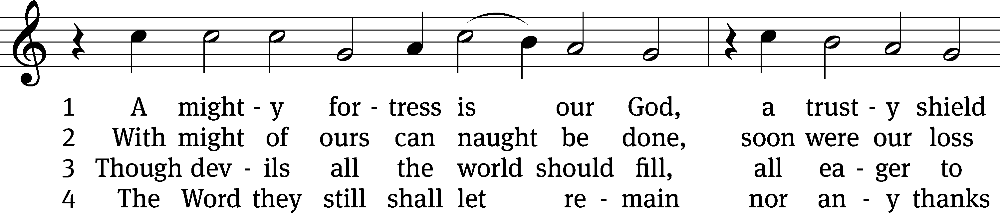 1 A might - y for - tress is our God, a trust - y shield
2 With might of ours can naught be done, soon were our loss
3 Though dev - ils all the world should fill, all ea - ger to
4 The Word they still shall let re - main nor an - y thanks